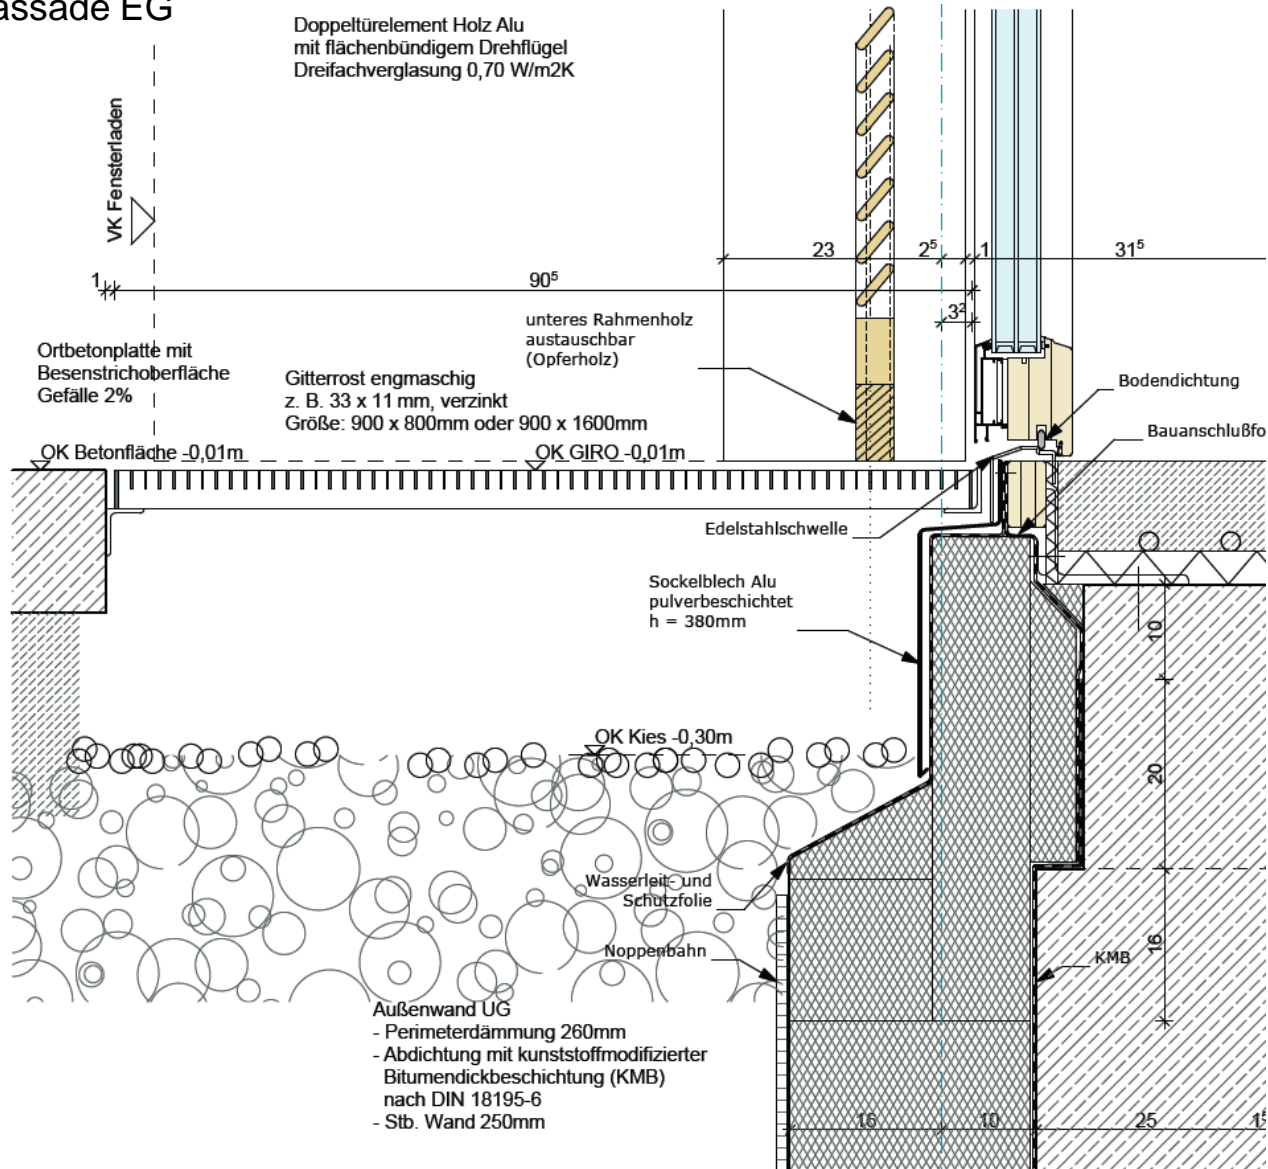 assade EG
Doppeltürelement Holz Alu
mit flächenbündigem Drehflügel
Dreifachverglasung 0,70 W/m2K
VK Fensterladen
23
2⁵
1
31⁵
1
90⁵
3²
unteres Rahmenholz
austauschbar
(Opferholz)
Ortbetonplatte mit
Besenstrichoberfläche
Gefälle 2%
Gitterrost engmaschig
z. B. 33 x 11 mm, verzinkt
Größe: 900 x 800mm oder 900 x 1600mm
Bodendichtung
Bauanschlußfo
OK Betonfläche -0,01m
OK GIRO -0,01m
Edelstahlschwelle
Sockelblech Alu
pulverbeschichtet
h = 380mm
10
OK Kies -0,30m
20
Wasserleit- und
Schutzfolie
Noppenbahn
16
KMB
Außenwand UG
- Perimeterdämmung 260mm
- Abdichtung mit kunststoffmodifizierter
Bitumendickbeschichtung (KMB)
nach DIN 18195-6
- Stb. Wand 250mm
16
10
25
1⁵